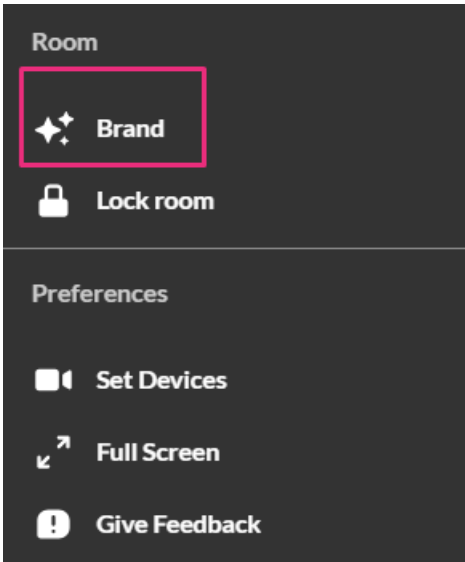 Room
Brand
Lock room
Preferences
Set Devices
Full Screen
Give Feedback